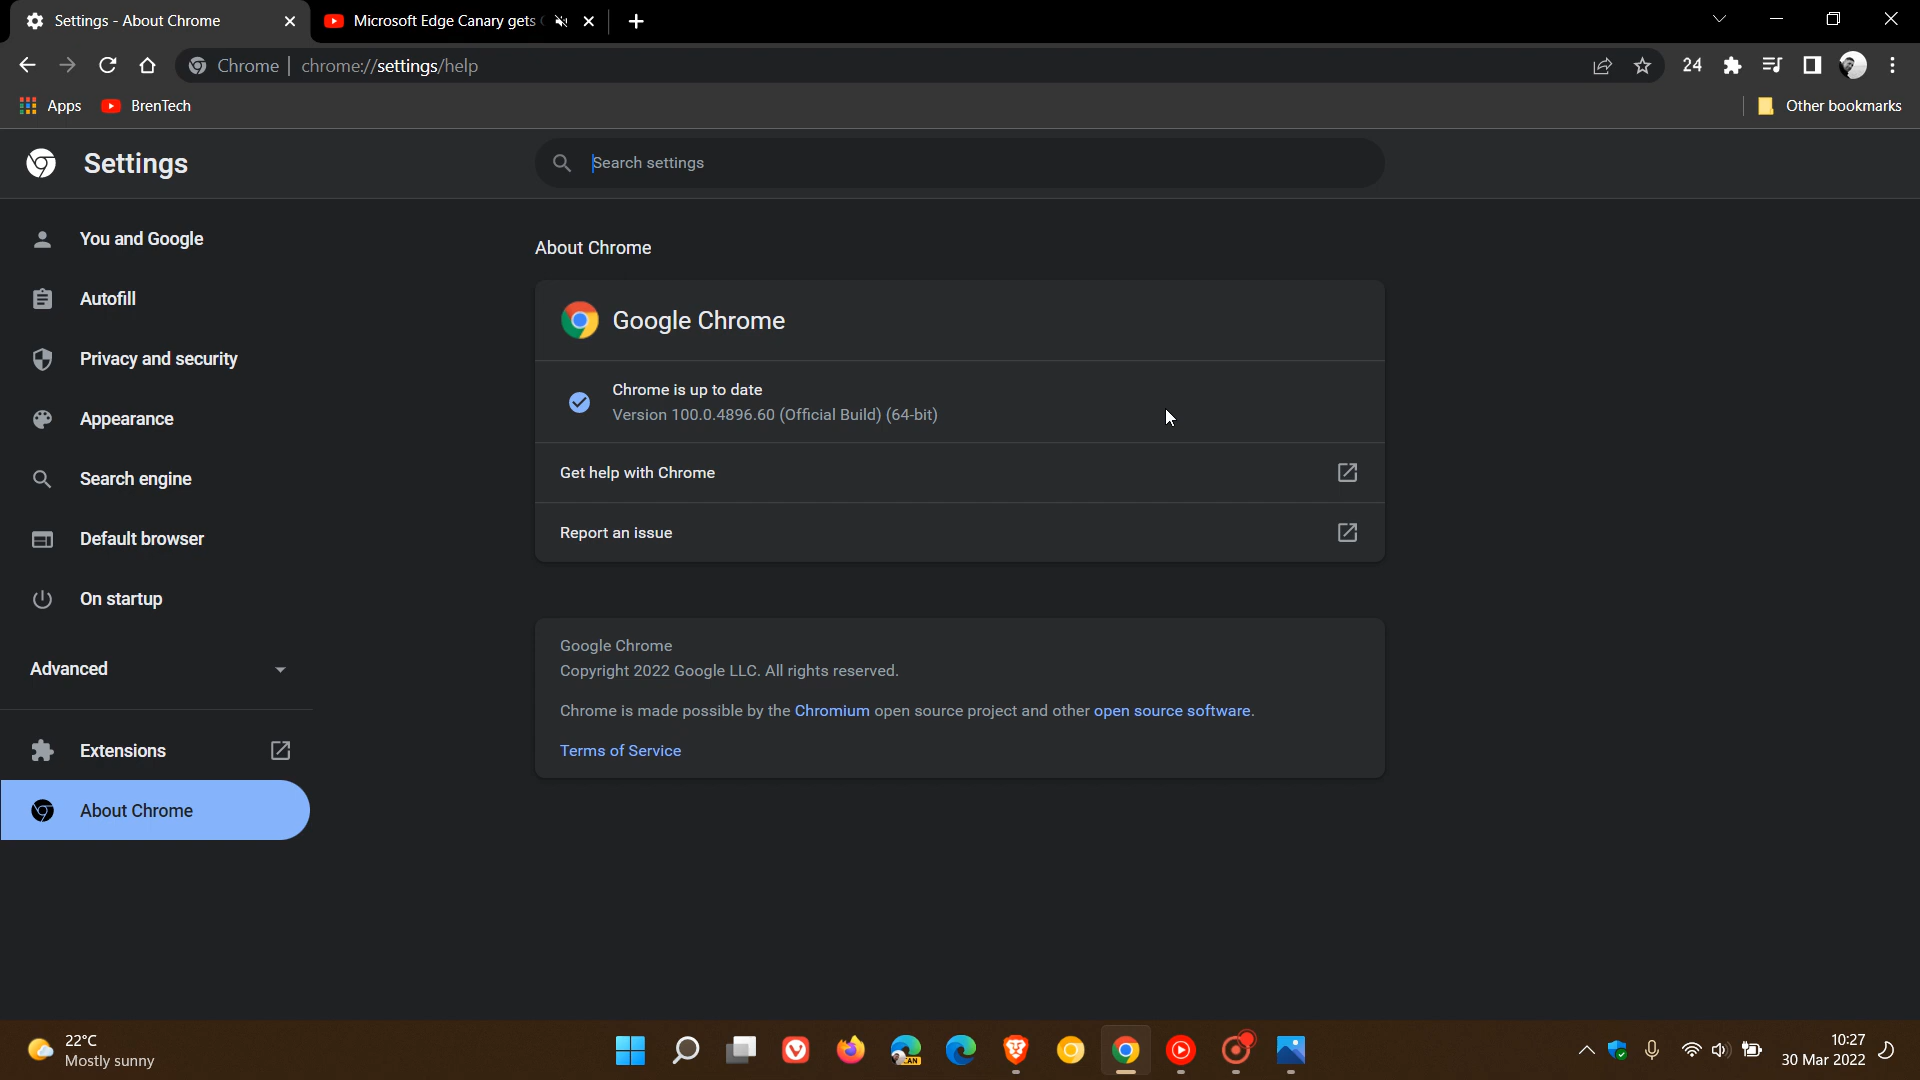 Settings - About Chrome
Microsoft Edge Canary gets
Chrome
chrome://settings/help
24
Apps
BrenTech
Other bookmarks
Settings
Search settings
You and Google
Autofill
Privacy and security
Appearance
Search engine
Default browser
On startup
Advanced
Extensions
About Chrome
About Chrome
Google Chrome
Chrome is up to date
Version 100.0.4896.60 (Official Build) (64-bit)
Get help with Chrome
Report an issue
Google Chrome
Copyright 2022 Google LLC. All rights reserved.
Chrome is made possible by the Chromium open source project and other open source software.
Terms of Service
22°C
Mostly sunny
CAN
10:27
30 Mar 2022